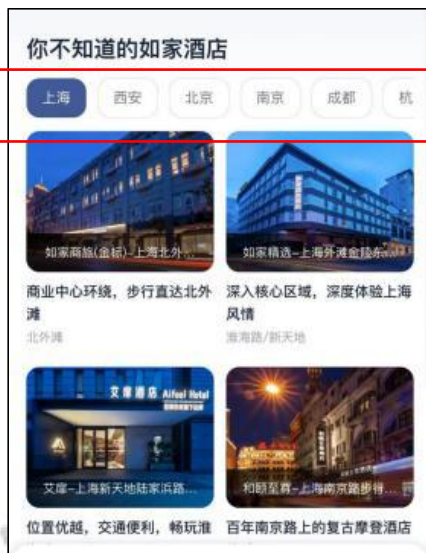 你不知道的如家酒店
上海 西安 北京 南京 成都 杭
如家商旅(金标)-上海北外...
如家精选-上海外滩金陵东...
商业中心环绕，步行直达北外
滩
北外滩
深入核心区域，深度体验上海
风情
淮海路/新天地
艾扉酒店 Aifeel Hotel
艾扉-上海新天地陆家浜路...
和颐至尊-上海南京路步行...
位置优越，交通便利，畅玩淮
百年南京路上的复古摩登酒店